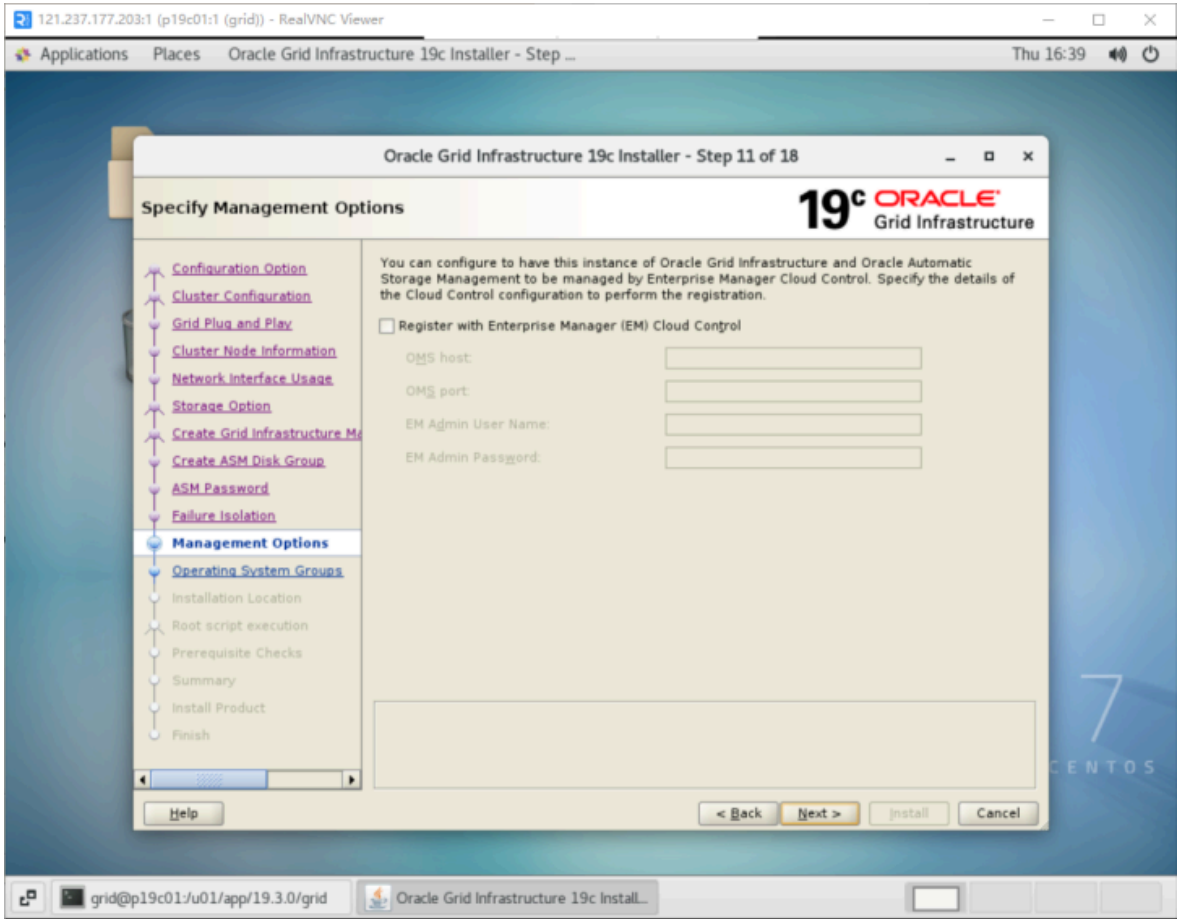 121.237.177.203:1 (p19c01:1 (grid)) - RealVNC Viewer
Applications Places Oracle Grid Infrastructure 19c Installer - Step ... Thu 16:39
Oracle Grid Infrastructure 19c Installer - Step 11 of 18
Specify Management Options
19c ORACLE
Grid Infrastructure
Configuration Option
Cluster Configuration
Grid Plug and Play
Cluster Node Information
Network Interface Usage
Storage Option
Create Grid Infrastructure Ma
Create ASM Disk Group
ASM Password
Failure Isolation
Management Options
Operating System Groups
Installation Location
Root script execution
Prerequisite Checks
Summary
Install Product
Finish
You can configure to have this instance of Oracle Grid Infrastructure and Oracle Automatic
Storage Management to be managed by Enterprise Manager Cloud Control. Specify the details of
the Cloud Control configuration to perform the registration.
Register with Enterprise Manager (EM) Cloud Control
OMS host:
OMS port:
EM Admin User Name:
EM Admin Password:
Help
< Back Next > Install Cancel
7
CENTOS
grid@p19c01:/u01/app/19.3.0/grid Oracle Grid Infrastructure 19c Install...